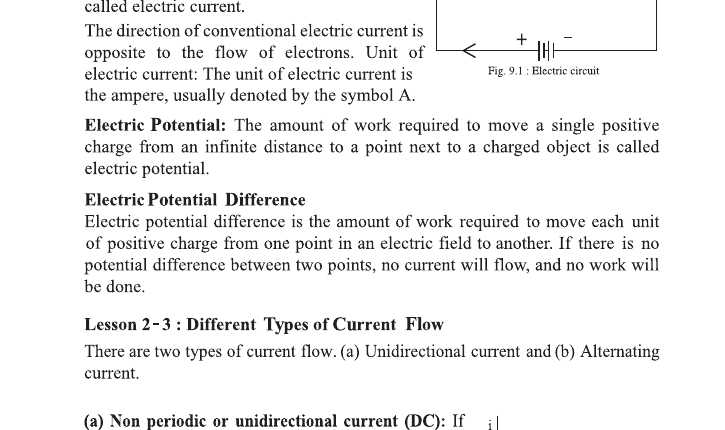 called electric current.
The direction of conventional electric current is
opposite to the flow of electrons. Unit of
electric current: The unit of electric current is
the ampere, usually denoted by the symbol A.
+ −
Fig. 9.1 : Electric circuit
Electric Potential: The amount of work required to move a single positive
charge from an infinite distance to a point next to a charged object is called
electric potential.
Electric Potential Difference
Electric potential difference is the amount of work required to move each unit
of positive charge from one point in an electric field to another. If there is no
potential difference between two points, no current will flow, and no work will
be done.
Lesson 2-3 : Different Types of Current Flow
There are two types of current flow. (a) Unidirectional current and (b) Alternating
current.
(a) Non periodic or unidirectional current (DC): If
i